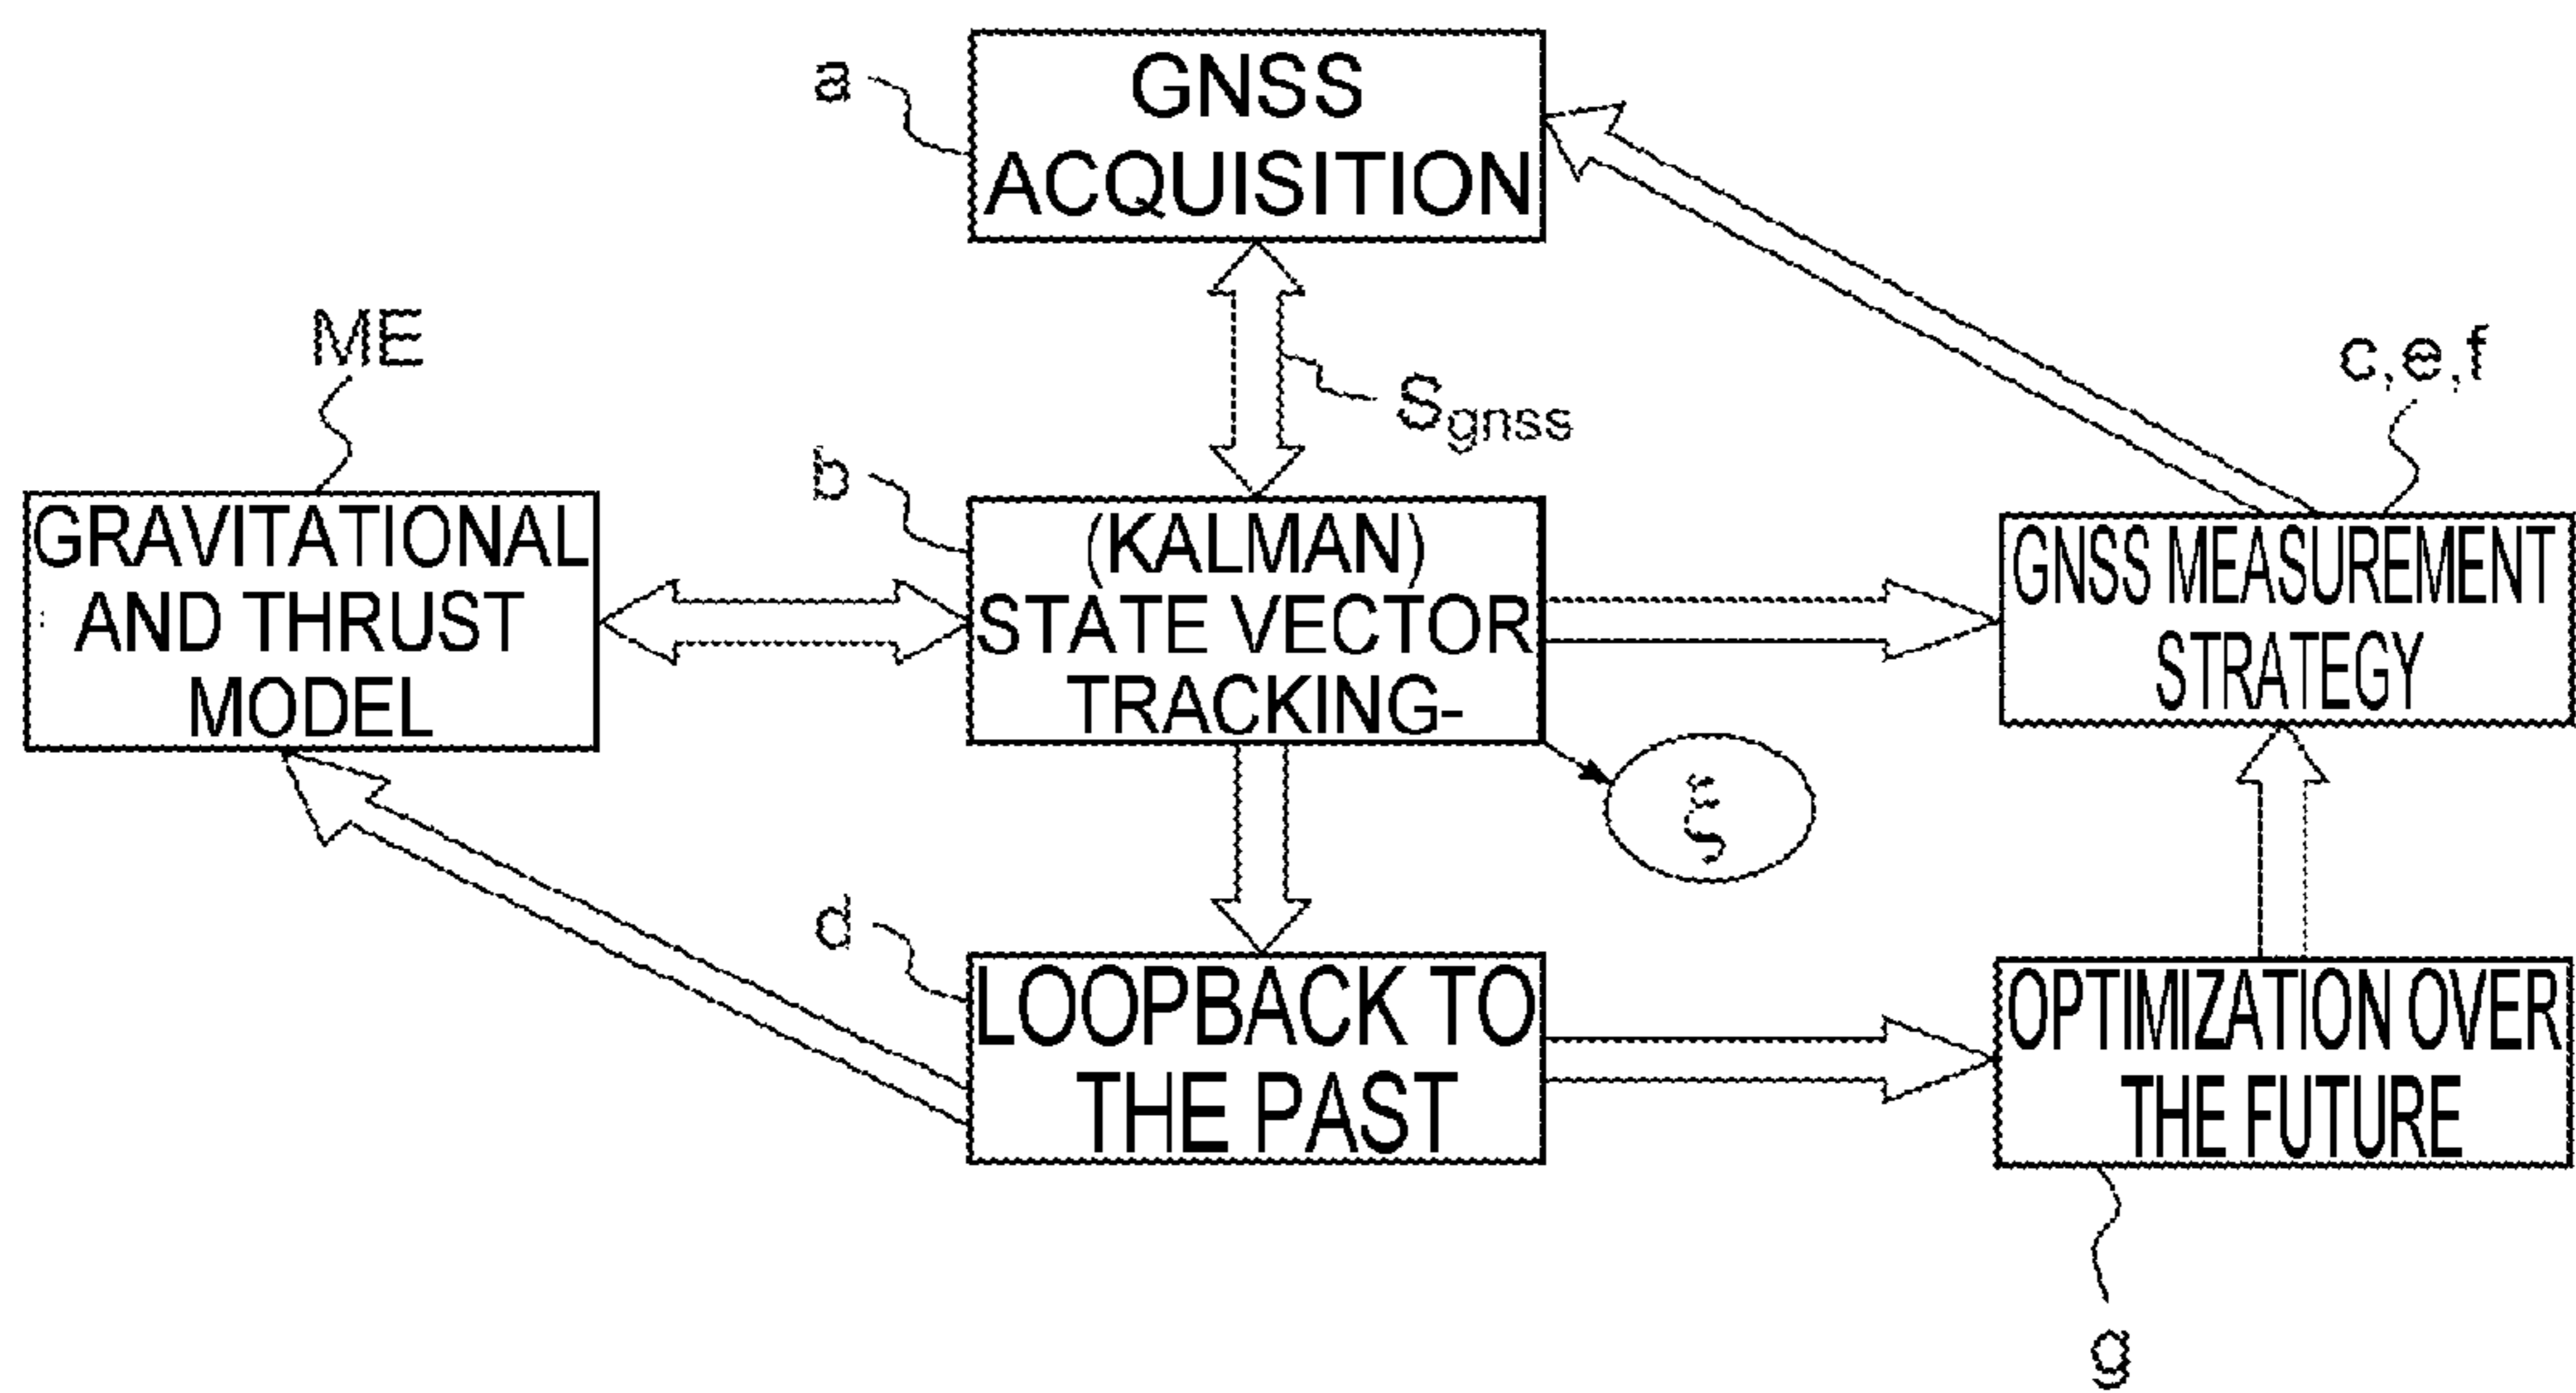 a
GNSS
ACQUISITION
ME
c,e,f
Sgnss
b
GRAVITATIONAL
AND THRUST
MODEL
(KALMAN)
STATE VECTOR
TRACKING-
GNSS MEASUREMENT
STRATEGY
ξ
d
LOOPBACK TO
THE PAST
OPTIMIZATION OVER
THE FUTURE
g